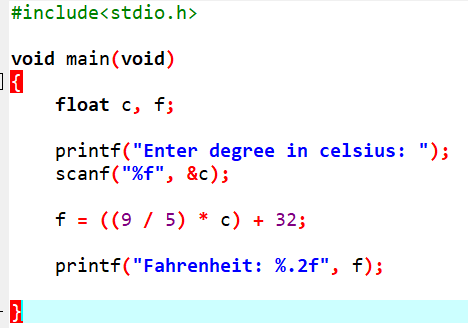 #include<stdio.h>
void main(void)
{
float c, f;
printf("Enter degree in celsius: ");
scanf("%f", &c);
f = ((9 / 5) * c) + 32;
printf("Fahrenheit: %.2f", f);
}